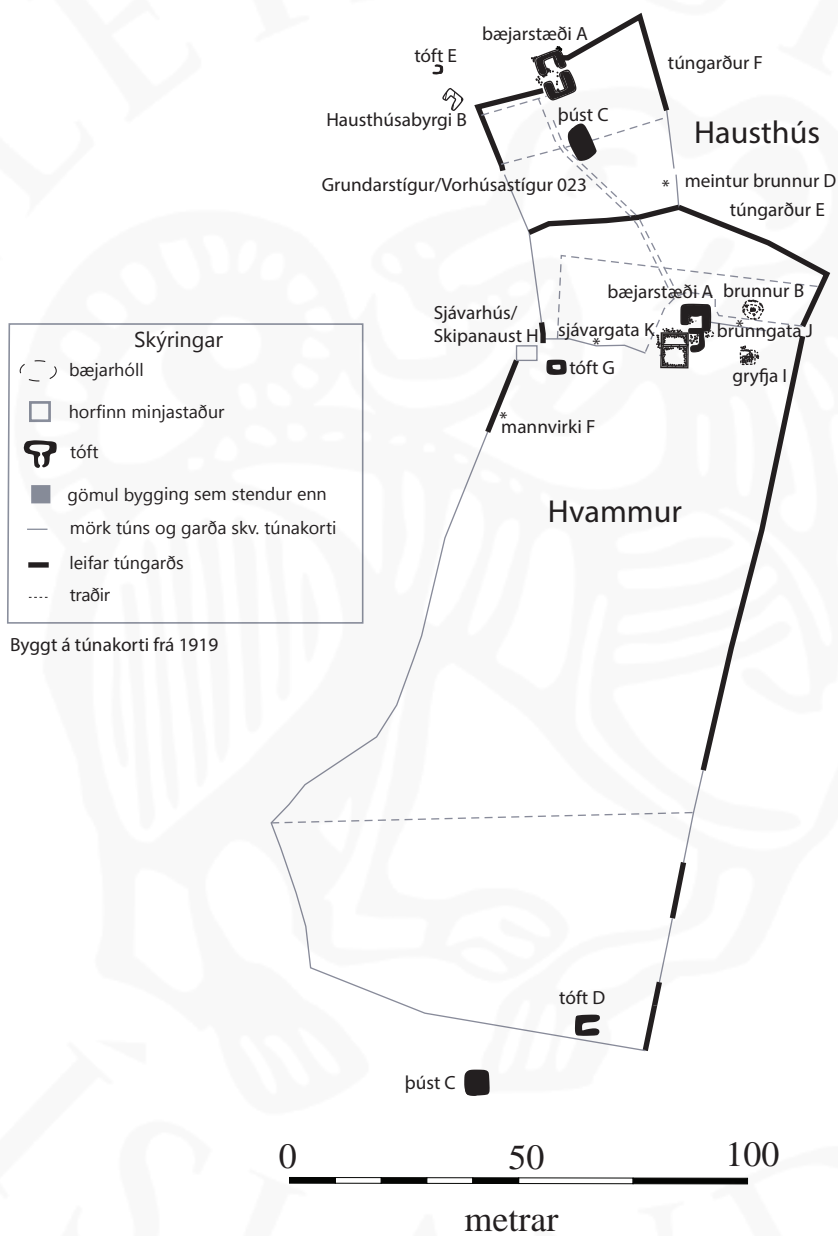 bæjarstæði A
tóft E
túngarður F
Hausthúsabyrgi B
þúst C
Hausthús
Grundarstígur/Vorhúsastígur 023
meintur brunnur D
túngarður E
bæjarstæði A
brunnur B
Sjávarhús/
Skipanaust H
sjávargata K
brunngata J
tóft G
gryfja I
mannvirki F
Hvammur
Skýringar
bæjarhóll
horfinn minjastaður
tóft
gömul bygging sem stendur enn
mörk túns og garða skv. túnakorti
leifar túngarðs
traðir
Byggt á túnakorti frá 1919
tóft D
þúst C
0 50 100
metrar